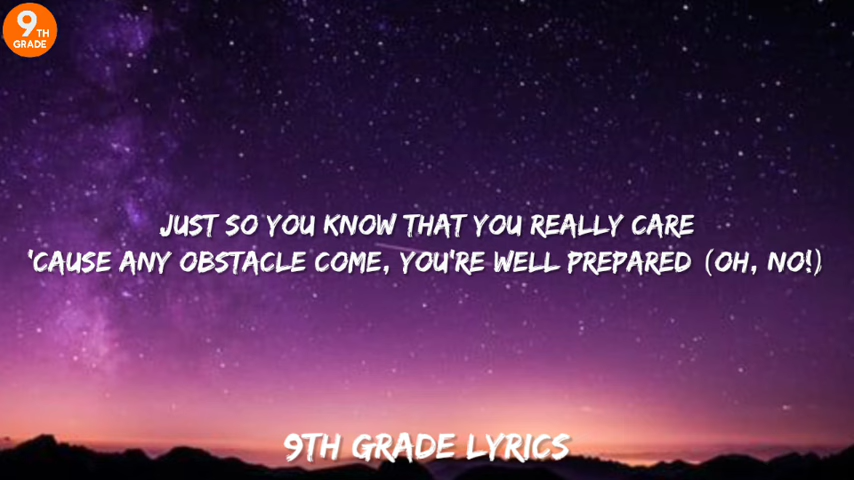 9TH
GRADE
JUST SO YOU KNOW THAT YOU REALLY CARE
'CAUSE ANY OBSTACLE COME, YOU'RE WELL PREPARED (OH, NO!)
9TH GRADE LYRICS